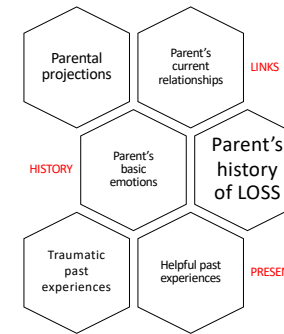 Parental
projections
Parent's
current
relationships
LINKS
HISTORY
Parent's
basic
emotions
Parent's
history
of LOSS
Traumatic
past
experiences
Helpful past
experiences
PRESEN